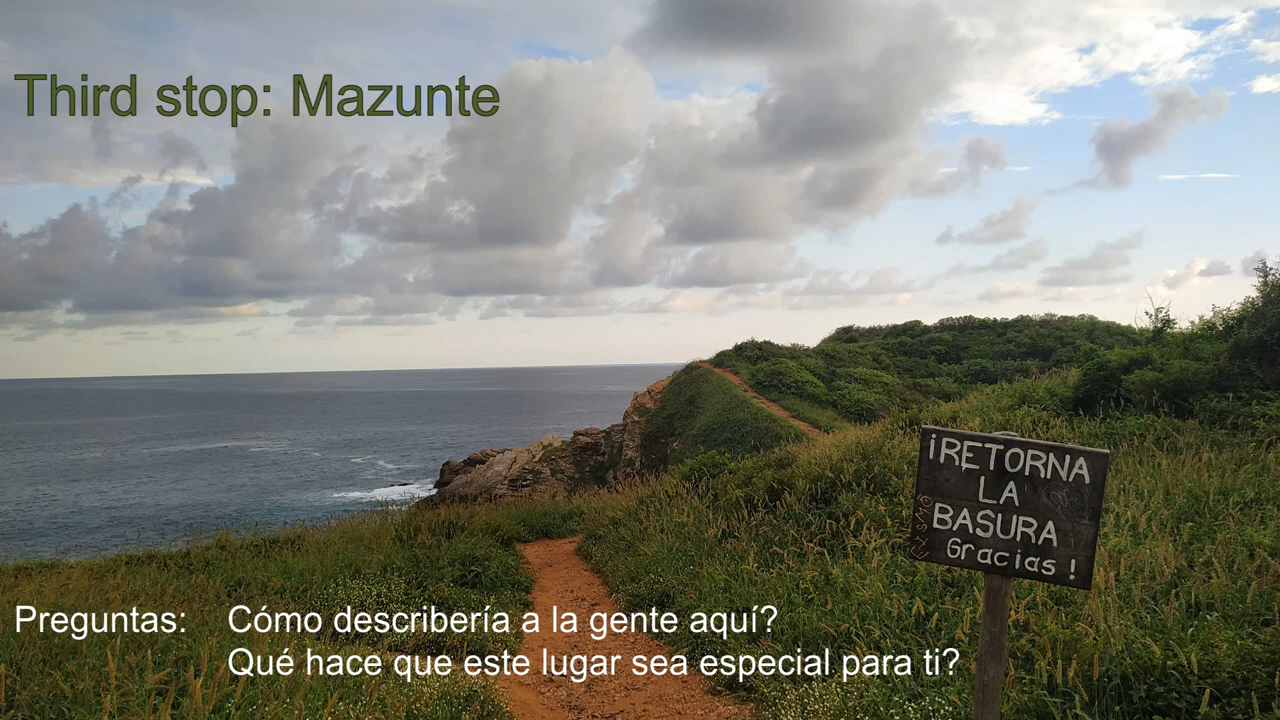 Third stop: Mazunte
¡RETORNA
LA
BASURA
Gracias!
Preguntas: Cómo describería a la gente aquí?
Qué hace que este lugar sea especial para ti?